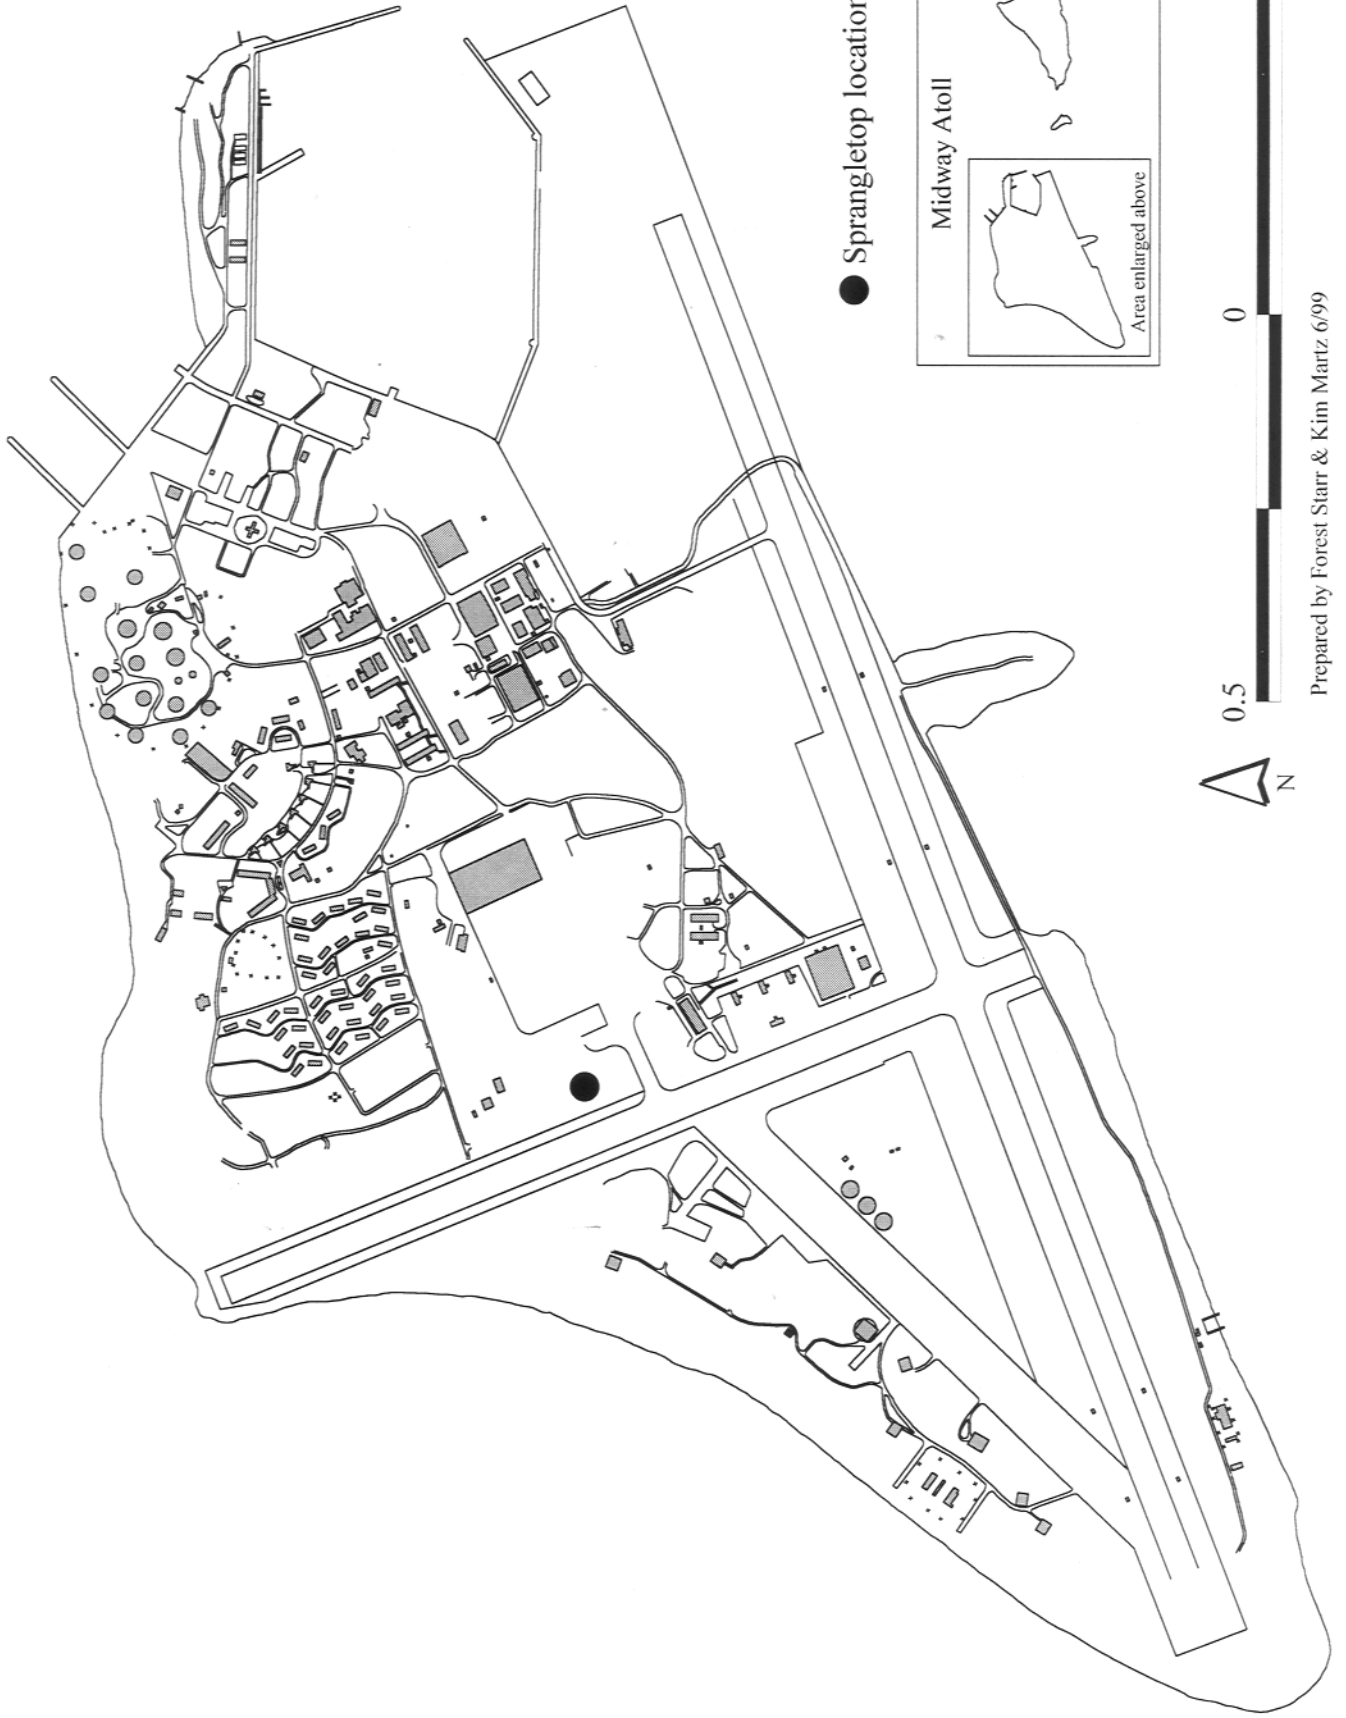 Sprangletop location
Midway Atoll
Area enlarged above
0.5 0
N
Prepared by Forest Starr & Kim Martz 6/99